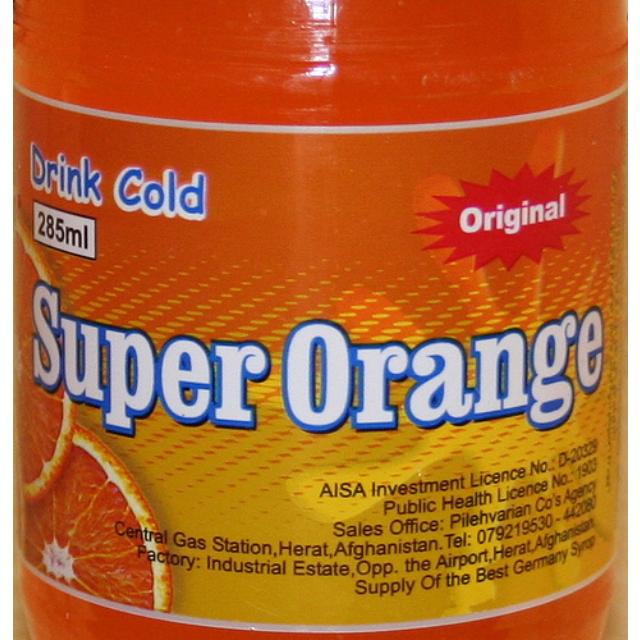 Drink Cold
285ml
Original
Super Orange
AISA Investment Licence No.: D-20329
Public Health Licence No.: 1903
Sales Office: Pilehvarian Co's Agency
Central Gas Station,Herat,Afghanistan.Tel: 079219530 - 442080
Factory: Industrial Estate,Opp. the Airport,Herat,Afghanistan.
Supply Of the Best Germany Syrop